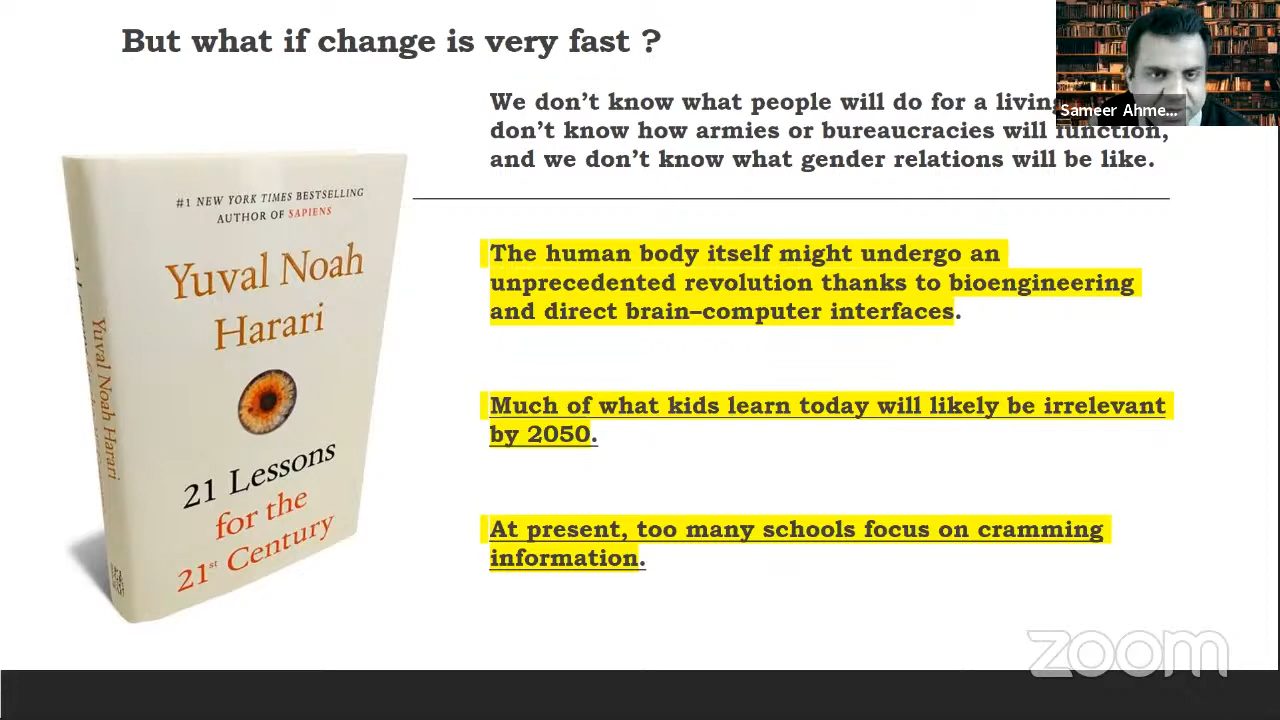 But what if change is very fast ?
We don’t know what people will do for a living
don’t know how armies or bureaucracies will function,
and we don’t know what gender relations will be like.
Sameer Ahme...
#1 NEW YORK TIMES BESTSELLING
AUTHOR OF SAPIENS
Yuval Noah
Harari
21 Lessons
for the
21st Century
Yuval Noah Harari
The human body itself might undergo an
unprecedented revolution thanks to bioengineering
and direct brain–computer interfaces.
Much of what kids learn today will likely be irrelevant
by 2050.
At present, too many schools focus on cramming
information.
zoom